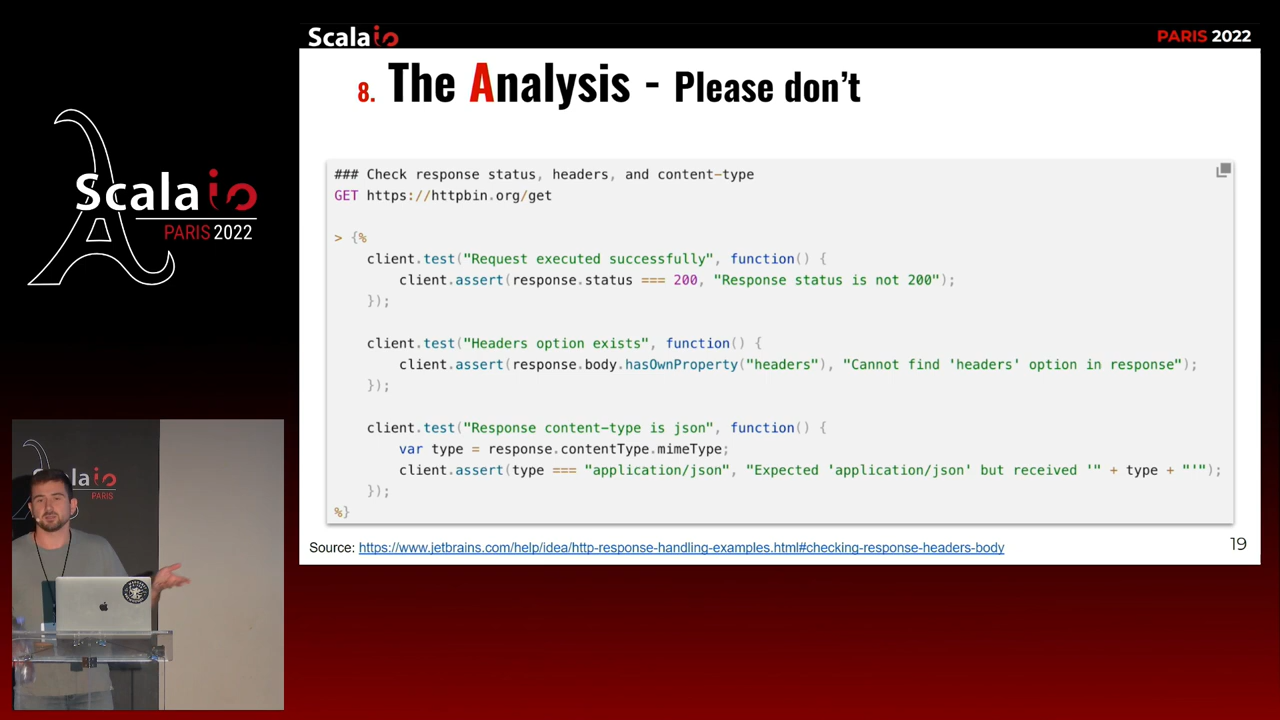 Scalaio
PARIS 2022
8. The Analysis - Please don't
### Check response status, headers, and content-type
GET https://httpbin.org/get
> {%
client.test("Request executed successfully", function() {
client.assert(response.status === 200, "Response status is not 200");
});
client.test("Headers option exists", function() {
client.assert(response.body.hasOwnProperty("headers"), "Cannot find 'headers' option in response");
});
client.test("Response content-type is json", function() {
var type = response.contentType.mimeType;
client.assert(type === "application/json", "Expected 'application/json' but received '" + type + "'");
});
%}
Source: https://www.jetbrains.com/help/idea/http-response-handling-examples.html#checking-response-headers-body
19
Scalaio
PARIS 2022
alaio
PARIS